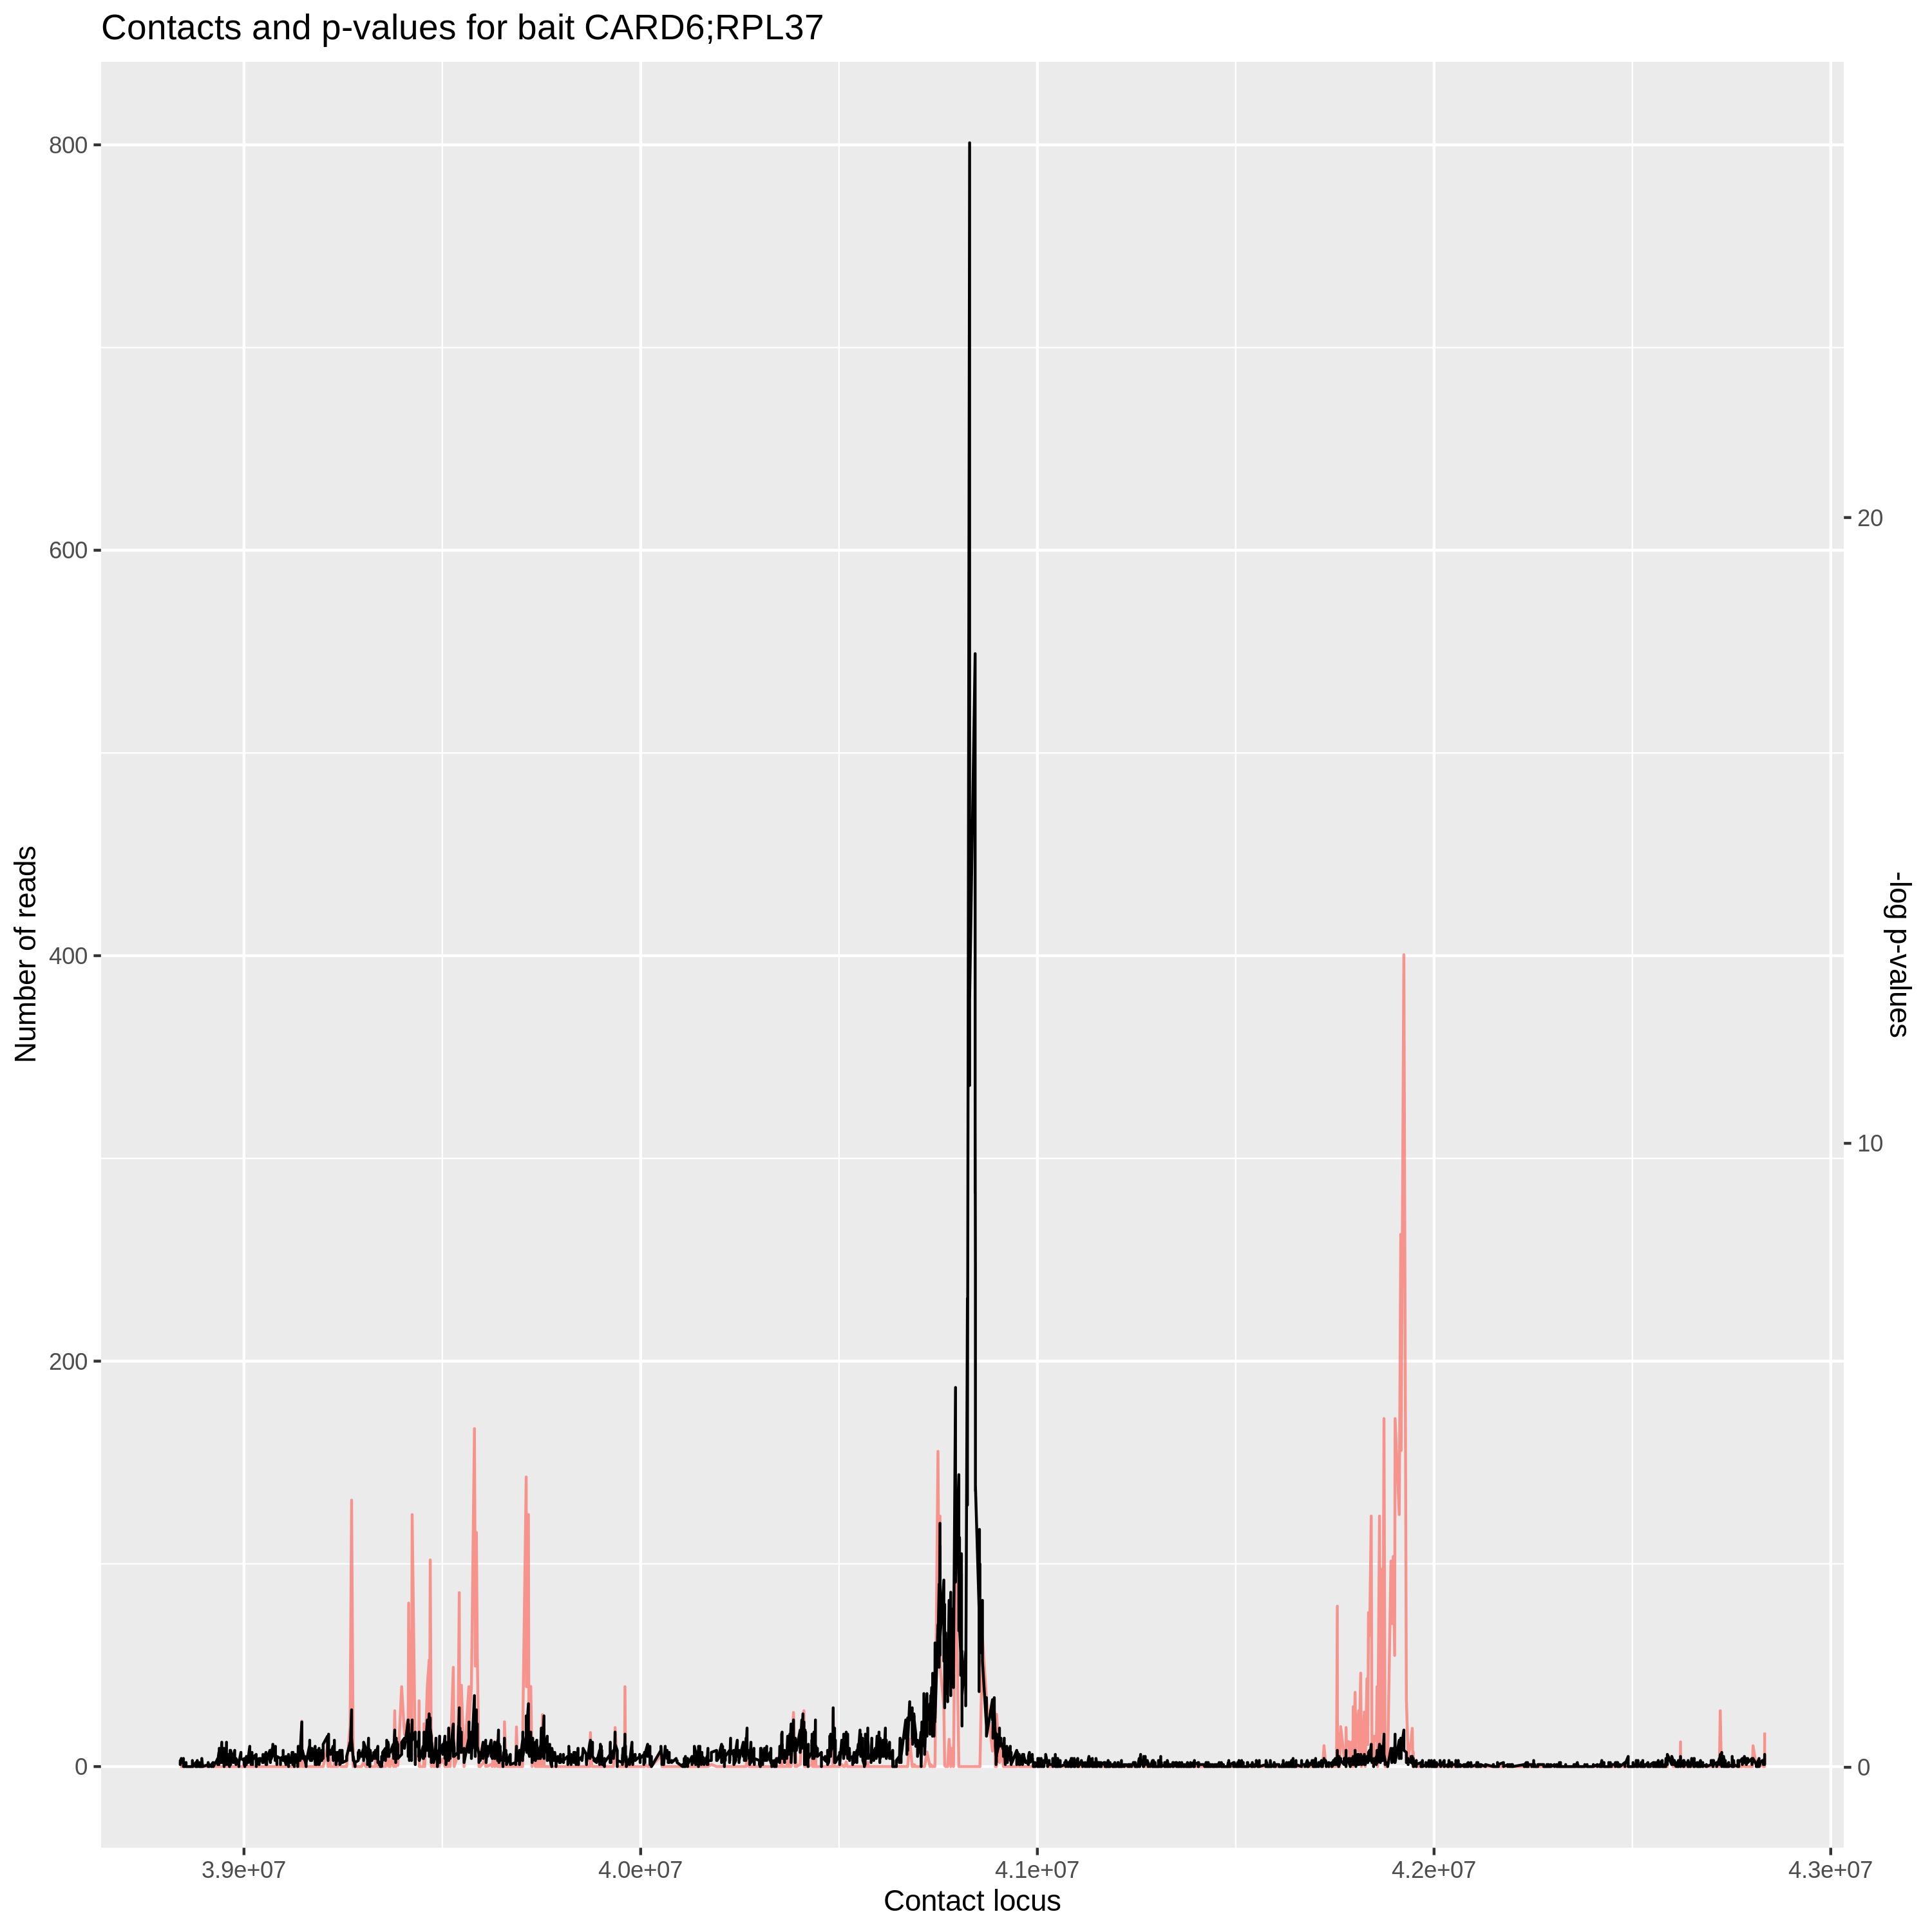 Contacts and p-values for bait CARD6;RPL37
800
600
400
200
0
Number of reads
20
10
0
-log p-values
3.9e+07
4.0e+07
4.1e+07
4.2e+07
4.3e+07
Contact locus